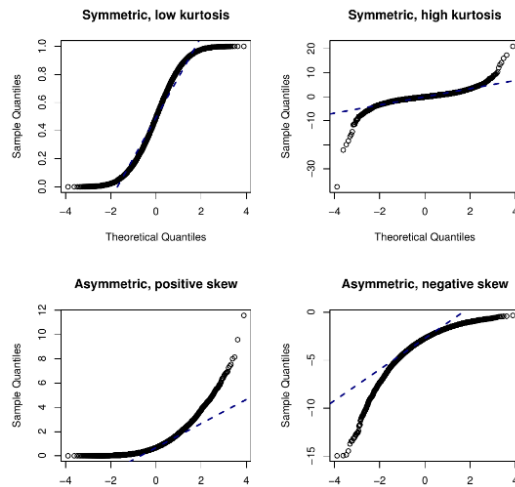 Symmetric, low kurtosis
Symmetric, high kurtosis
Sample Quantiles
0.0 0.2 0.4 0.6 0.8 1.0
−4 −2 0 2 4
Theoretical Quantiles
Sample Quantiles
−30 −10 0 10 20
−4 −2 0 2 4
Theoretical Quantiles
Asymmetric, positive skew
Asymmetric, negative skew
Sample Quantiles
0 2 4 6 8 10 12
−4 −2 0 2 4
Sample Quantiles
−15 −10 −5 0
−4 −2 0 2 4